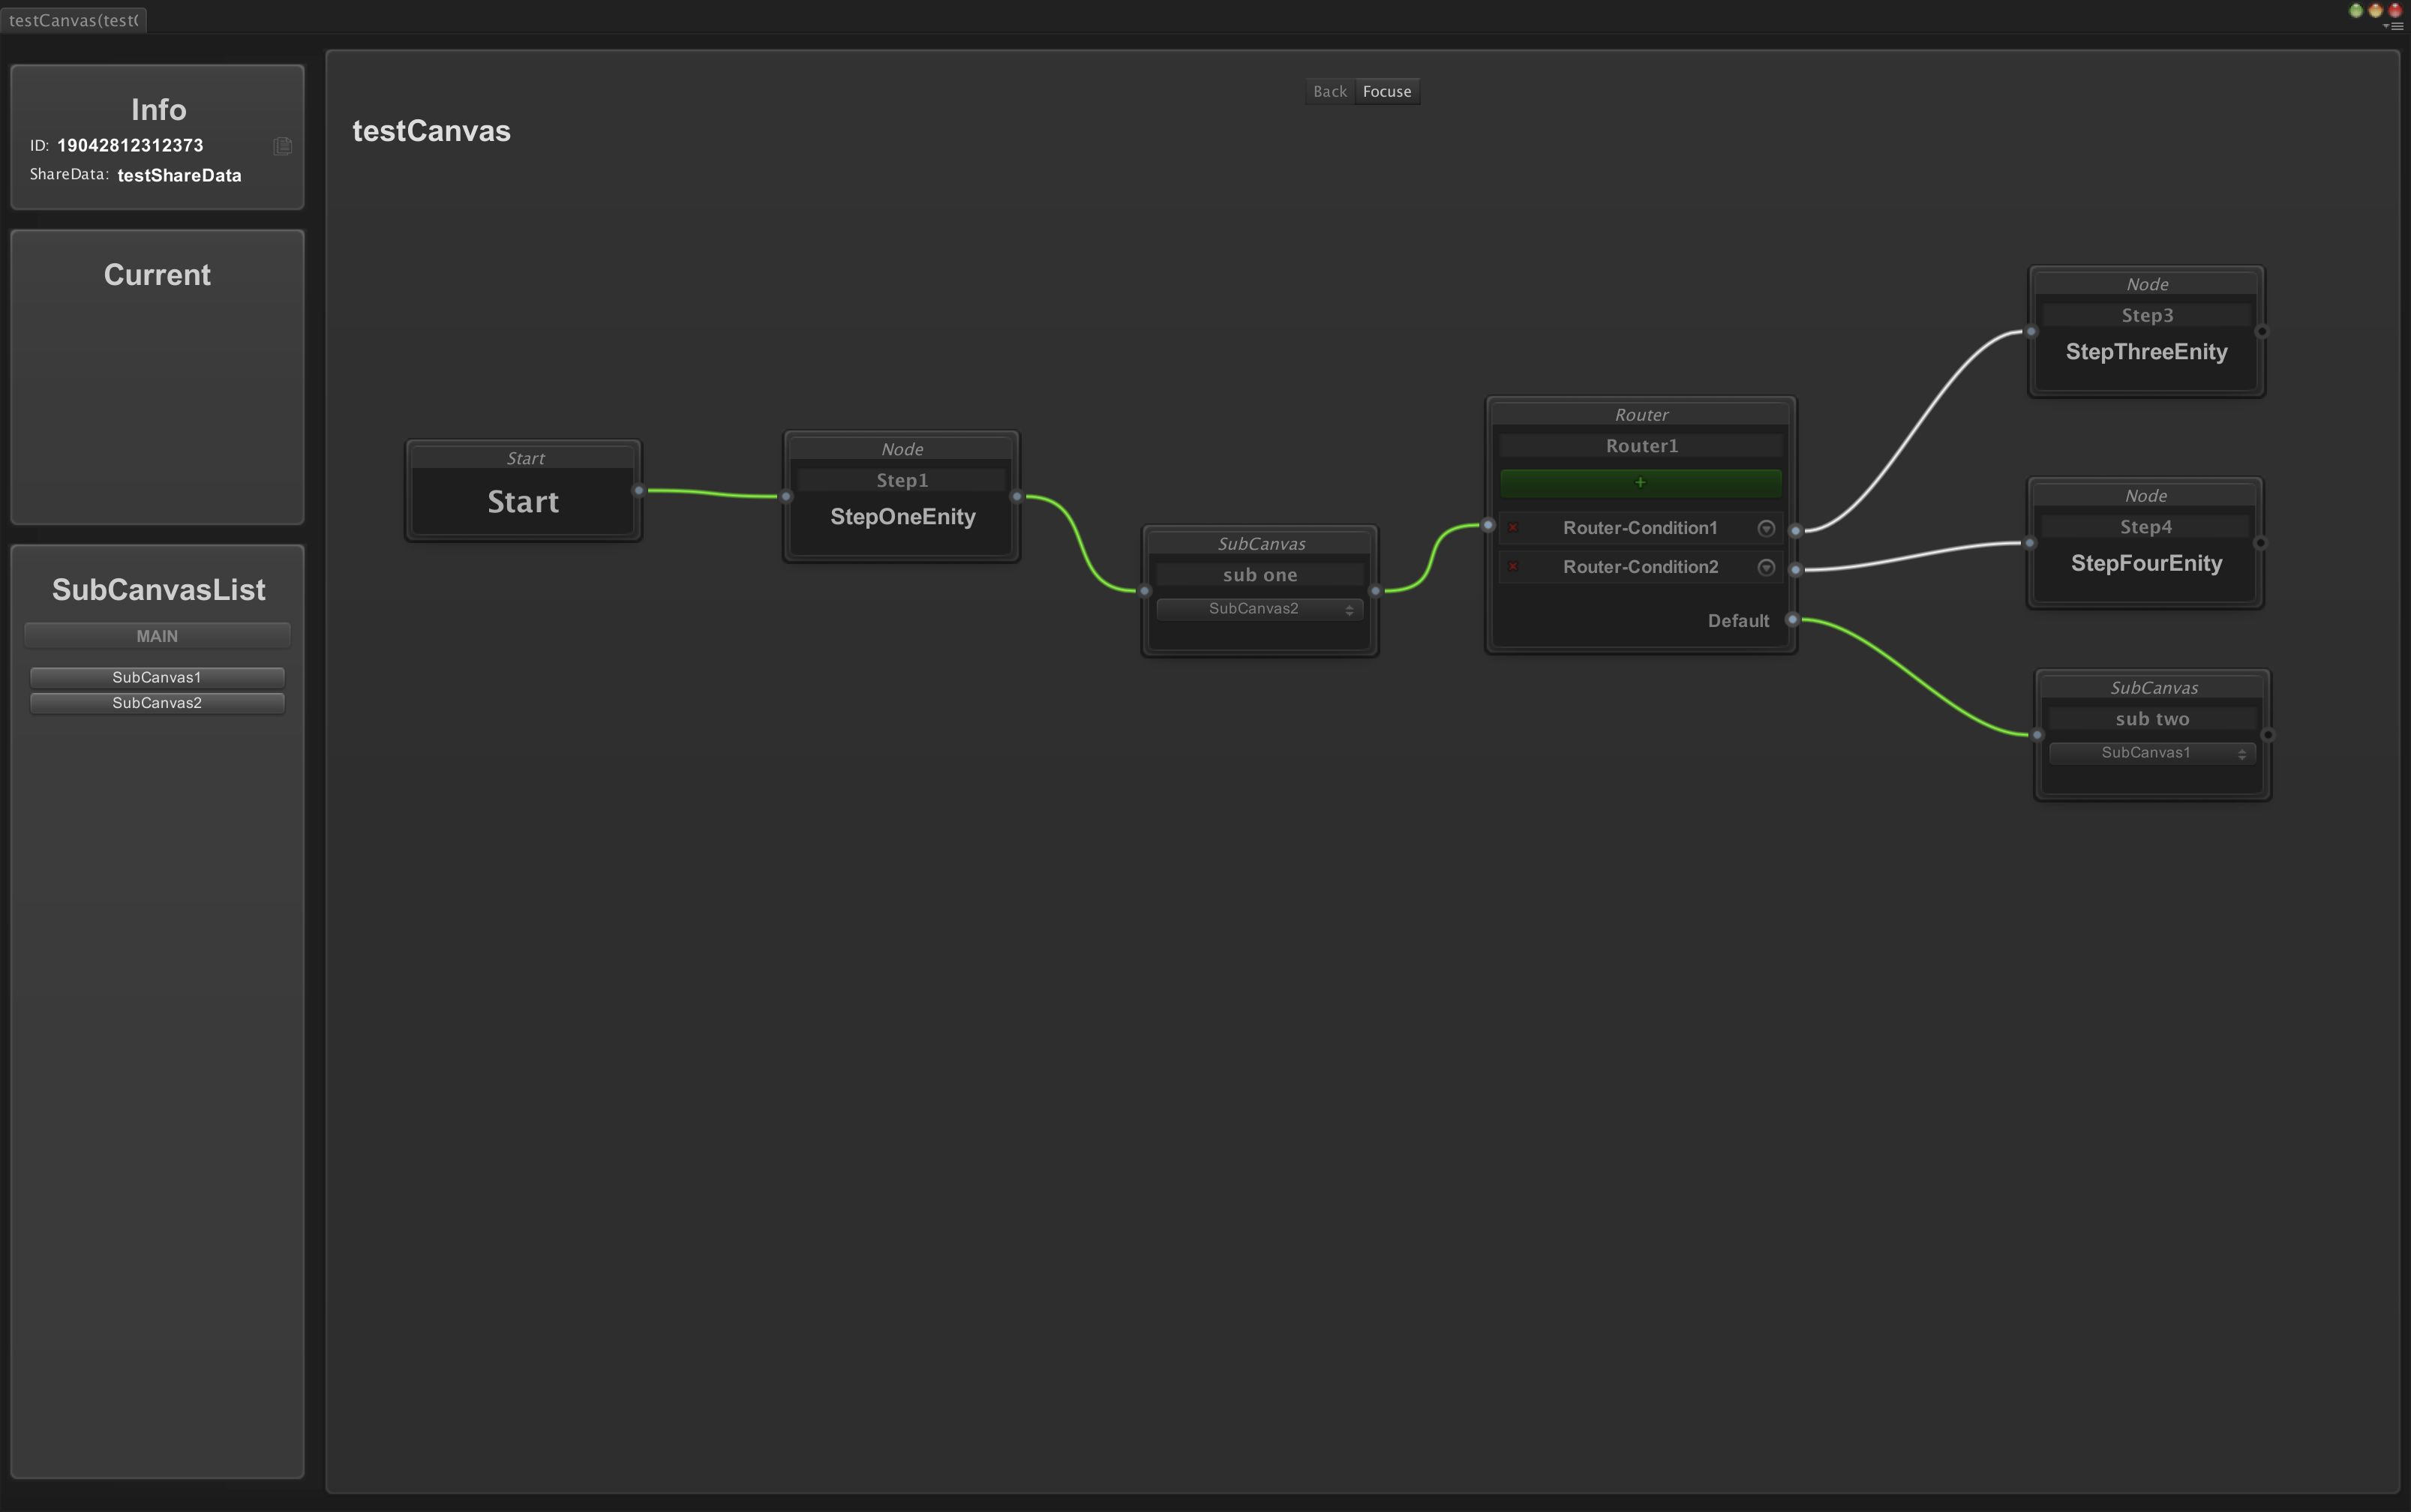 testCanvas(test(
Info
ID: 19042812312373
ShareData: testShareData
Current
SubCanvasList
MAIN
SubCanvas1
SubCanvas2
Back Focuse
testCanvas
Start
Start
Node
Step1
StepOneEnity
SubCanvas
sub one
SubCanvas2
Router
Router1
+
Router-Condition1
Router-Condition2
Default
Node
Step3
StepThreeEnity
Node
Step4
StepFourEnity
SubCanvas
sub two
SubCanvas1